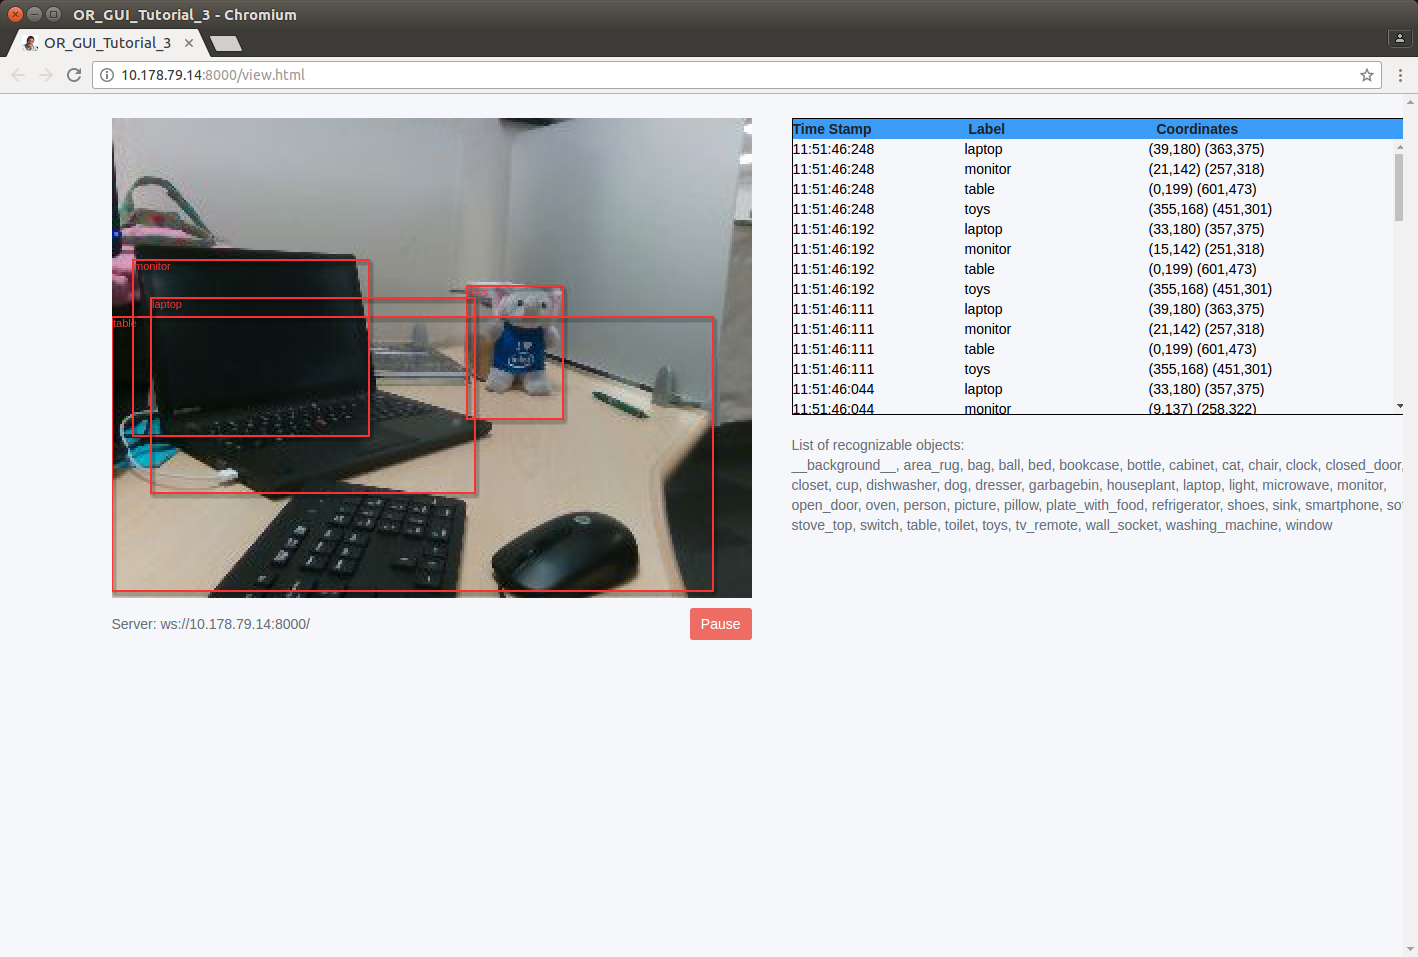 OR_GUI_Tutorial_3 - Chromium
OR_GUI_Tutorial_3
10.178.79.14:8000/view.html
monitor
laptop
table
Server: ws://10.178.79.14:8000/
Pause
Time Stamp Label Coordinates
11:51:46:248 laptop (39,180) (363,375)
11:51:46:248 monitor (21,142) (257,318)
11:51:46:248 table (0,199) (601,473)
11:51:46:248 toys (355,168) (451,301)
11:51:46:192 laptop (33,180) (357,375)
11:51:46:192 monitor (15,142) (251,318)
11:51:46:192 table (0,199) (601,473)
11:51:46:192 toys (355,168) (451,301)
11:51:46:111 laptop (39,180) (363,375)
11:51:46:111 monitor (21,142) (257,318)
11:51:46:111 table (0,199) (601,473)
11:51:46:111 toys (355,168) (451,301)
11:51:46:044 laptop (33,180) (357,375)
11:51:46:044 monitor (9,137) (258,322)
List of recognizable objects:
__background__, area_rug, bag, ball, bed, bookcase, bottle, cabinet, cat, chair, clock, closed_door,
closet, cup, dishwasher, dog, dresser, garbagebin, houseplant, laptop, light, microwave, monitor,
open_door, oven, person, picture, pillow, plate_with_food, refrigerator, shoes, sink, smartphone,
stove_top, switch, table, toilet, toys, tv_remote, wall_socket, washing_machine, window